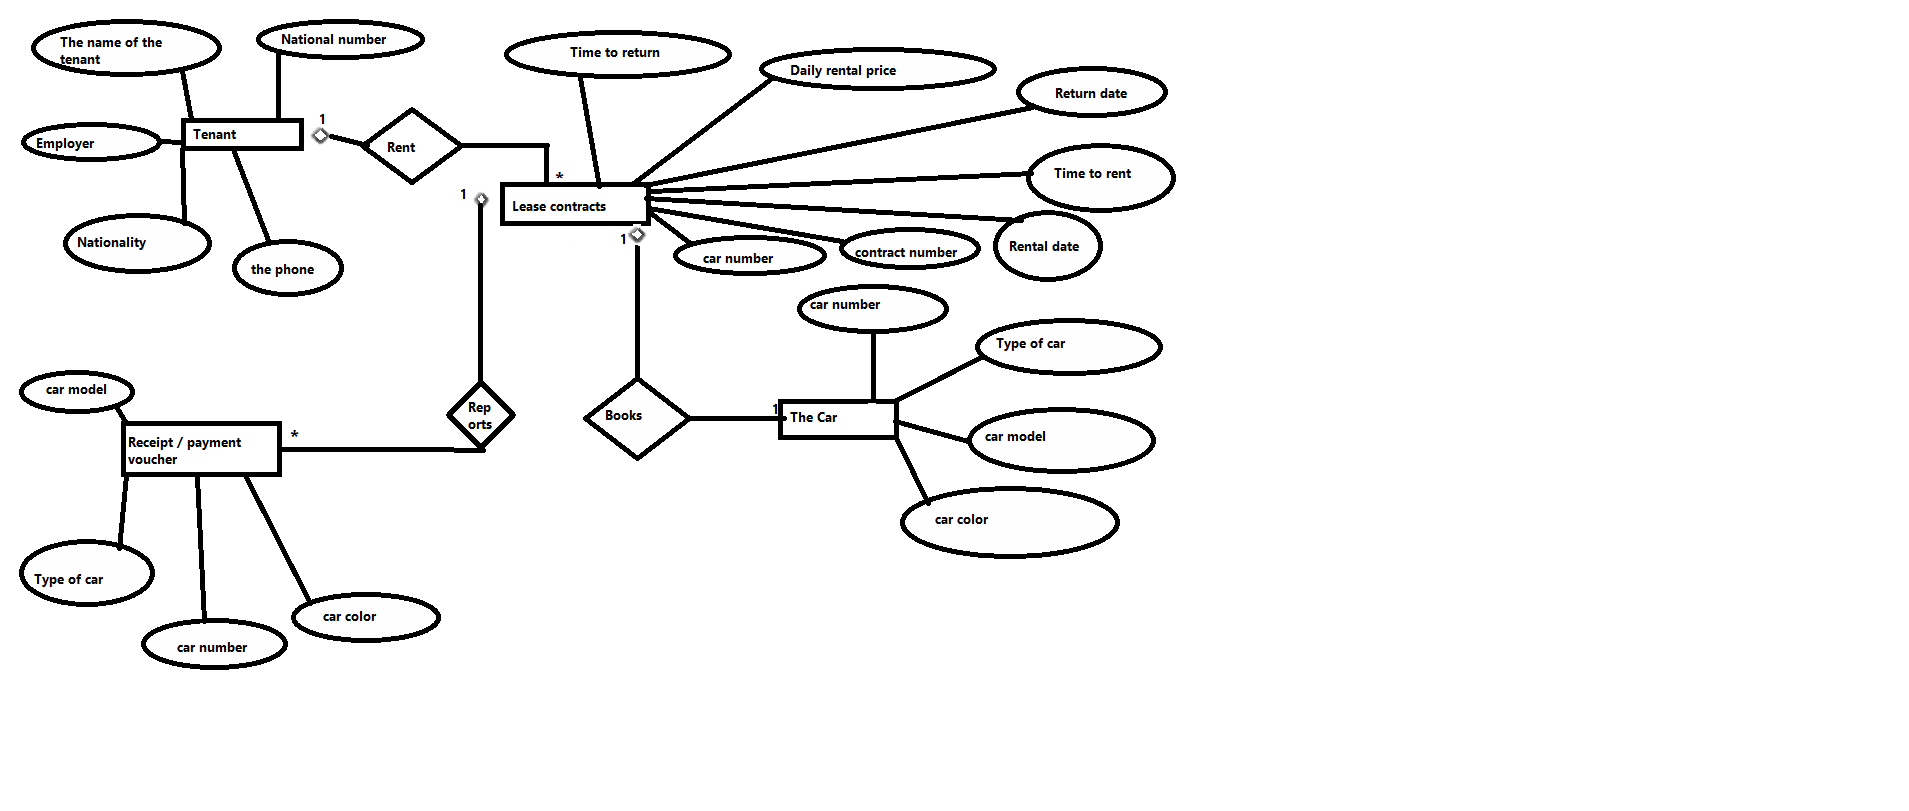 The name of the
tenant
National number
Time to return
Daily rental price
Return date
1
Tenant
Employer
Rent
*
Time to rent
1
Lease contracts
1
Nationality
the phone
car number
contract number
Rental date
car number
Type of car
car model
Rep
orts
Books
1
The Car
Receipt / payment
voucher
*
car model
car color
Type of car
car number
car color